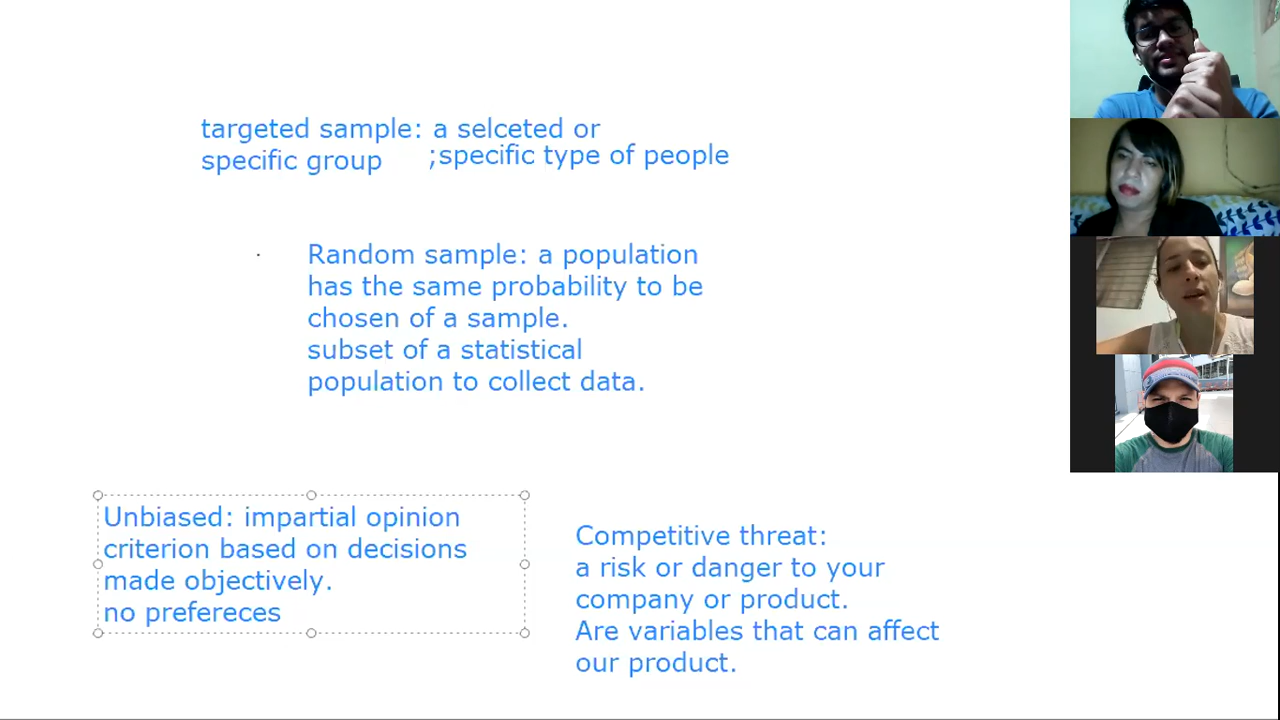 targeted sample: a selceted or
specific group
;specific type of people
Random sample: a population
has the same probability to be
chosen of a sample.
subset of a statistical
population to collect data.
Unbiased: impartial opinion
criterion based on decisions
made objectively.
no prefereces
Competitive threat:
a risk or danger to your
company or product.
Are variables that can affect
our product.